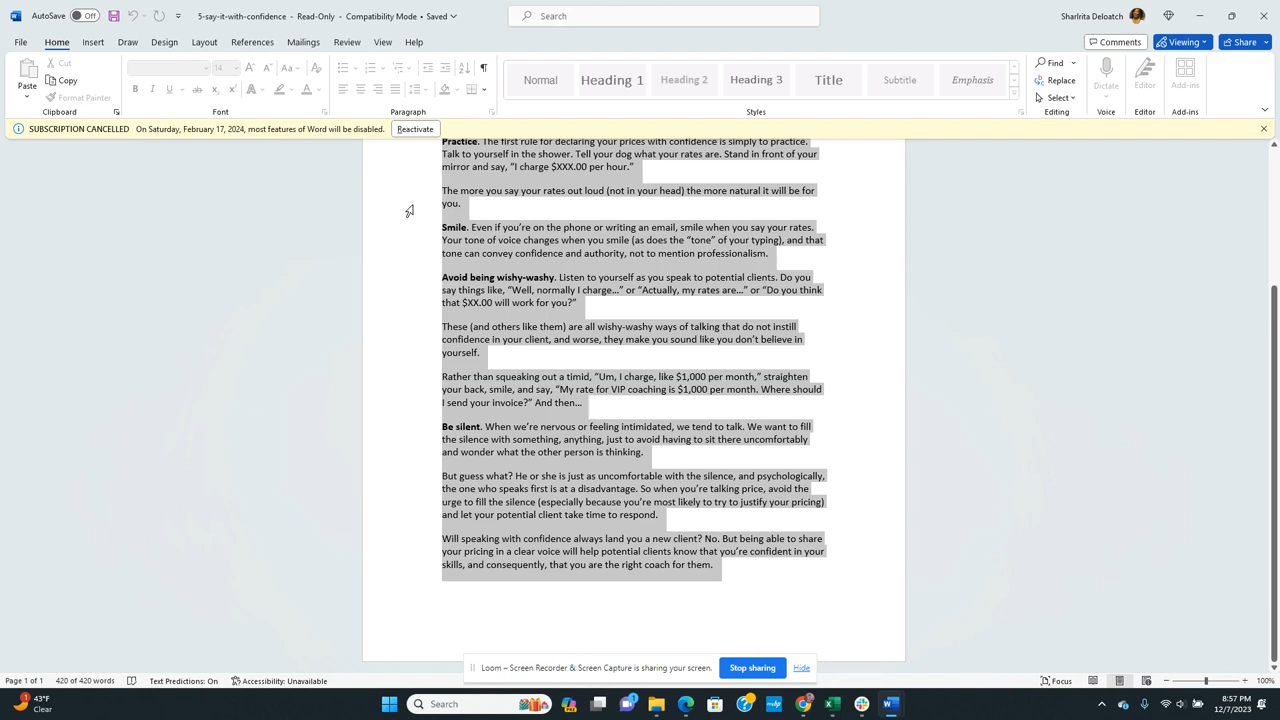 AutoSave Off 5-say-it-with-confidence - Read-Only - Compatibility Mode • Saved Search SharIrita Deloatch
File Home Insert Draw Design Layout References Mailings Review View Help Comments Viewing Share
Paste Cut Copy Format Painter
14 Aa
B I U
Normal Heading 1 Heading 2 Heading 3 Title Subtitle Emphasis
Find Replace Select
Dictate Editor Add-ins
Clipboard Font Paragraph Styles Editing Voice Editor Add-ins
SUBSCRIPTION CANCELLED On Saturday, February 17, 2024, most features of Word will be disabled. Reactivate
Practice. The first rule for declaring your prices with confidence is simply to practice.
Talk to yourself in the shower. Tell your dog what your rates are. Stand in front of your
mirror and say, “I charge $XXX.00 per hour.”
The more you say your rates out loud (not in your head) the more natural it will be for
you.
Smile. Even if you’re on the phone or writing an email, smile when you say your rates.
Your tone of voice changes when you smile (as does the “tone” of your typing), and that
tone can convey confidence and authority, not to mention professionalism.
Avoid being wishy-washy. Listen to yourself as you speak to potential clients. Do you
say things like, “Well, normally I charge…” or “Actually, my rates are…” or “Do you think
that $XX.00 will work for you?”
These (and others like them) are all wishy-washy ways of talking that do not instill
confidence in your client, and worse, they make you sound like you don’t believe in
yourself.
Rather than squeaking out a timid, “Um, I charge, like $1,000 per month,” straighten
your back, smile, and say, “My rate for VIP coaching is $1,000 per month. Where should
I send your invoice?” And then…
Be silent. When we’re nervous or feeling intimidated, we tend to talk. We want to fill
the silence with something, anything, just to avoid having to sit there uncomfortably
and wonder what the other person is thinking.
But guess what? He or she is just as uncomfortable with the silence, and psychologically,
the one who speaks first is at a disadvantage. So when you’re talking price, avoid the
urge to fill the silence (especially because you’re most likely to try to justify your pricing)
and let your potential client take time to respond.
Will speaking with confidence always land you a new client? No. But being able to share
your pricing in a clear voice will help potential clients know that you’re confident in your
skills, and consequently, that you are the right coach for them.
Loom – Screen Recorder & Screen Capture is sharing your screen. Stop sharing Hide
Page 1 of 1 420 of 420 words Text Predictions: On Accessibility: Unavailable Focus 100%
43°F
Clear
Search
8:57 PM
12/7/2023